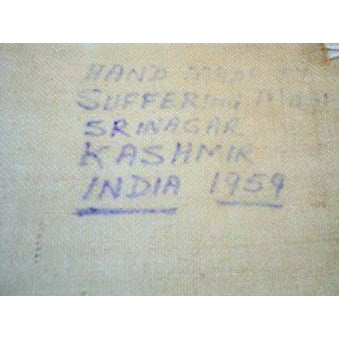 HAND MADE
SUFFERING
SRINAGAR
KASHMIR
INDIA 1959